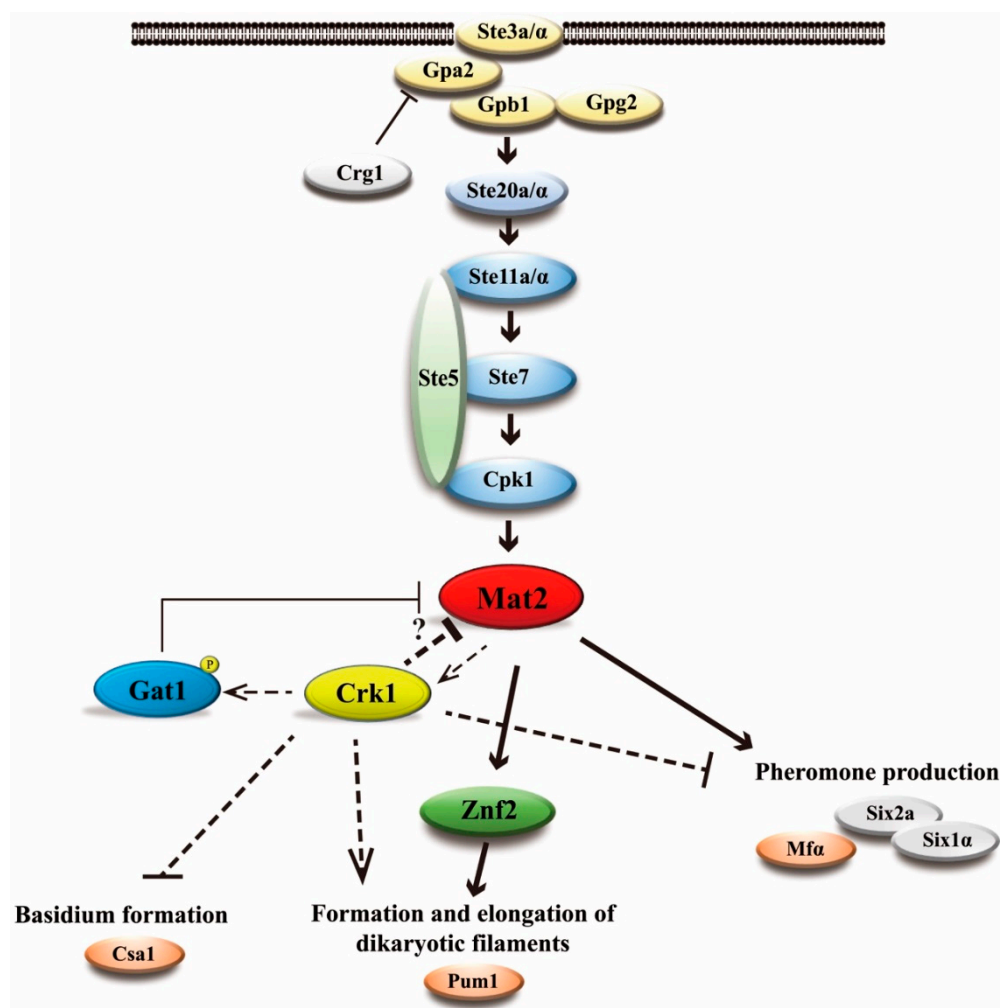 Ste3a/α
Gpa2
Gpb1
Gpg2
Crg1
Ste20a/α
Ste11a/α
Ste5
Ste7
Cpk1
Mat2
?
P
Gat1
Crk1
Pheromone production
Znf2
Six2a
Mfα
Six1α
Basidium formation
Formation and elongation of
dikaryotic filaments
Csa1
Pum1